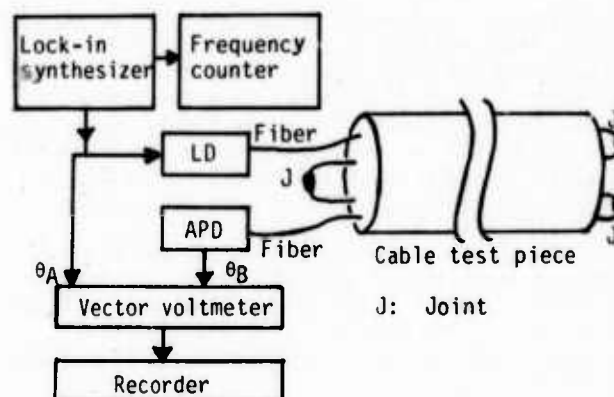 Lock-in
synthesizer
Frequency
counter
Fiber
LD
J
J
APD
Fiber
J
θA
θB
Cable test piece
Vector voltmeter
J: Joint
Recorder